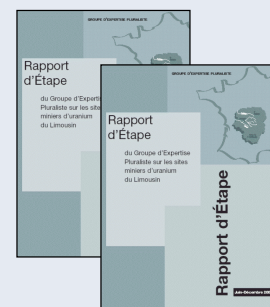 GROUPE D'EXPERTISE PLURALISTE
Rapport
d'Étape
du Groupe d'Expertise
Pluraliste sur les sites
miniers d'uranium
du Limousin
GROUPE D'EXPERTISE PLURALISTE
Rapport
d'Étape
du Groupe d'Expertise
Pluraliste sur les sites
miniers d'uranium
du Limousin
Rapport d'Étape